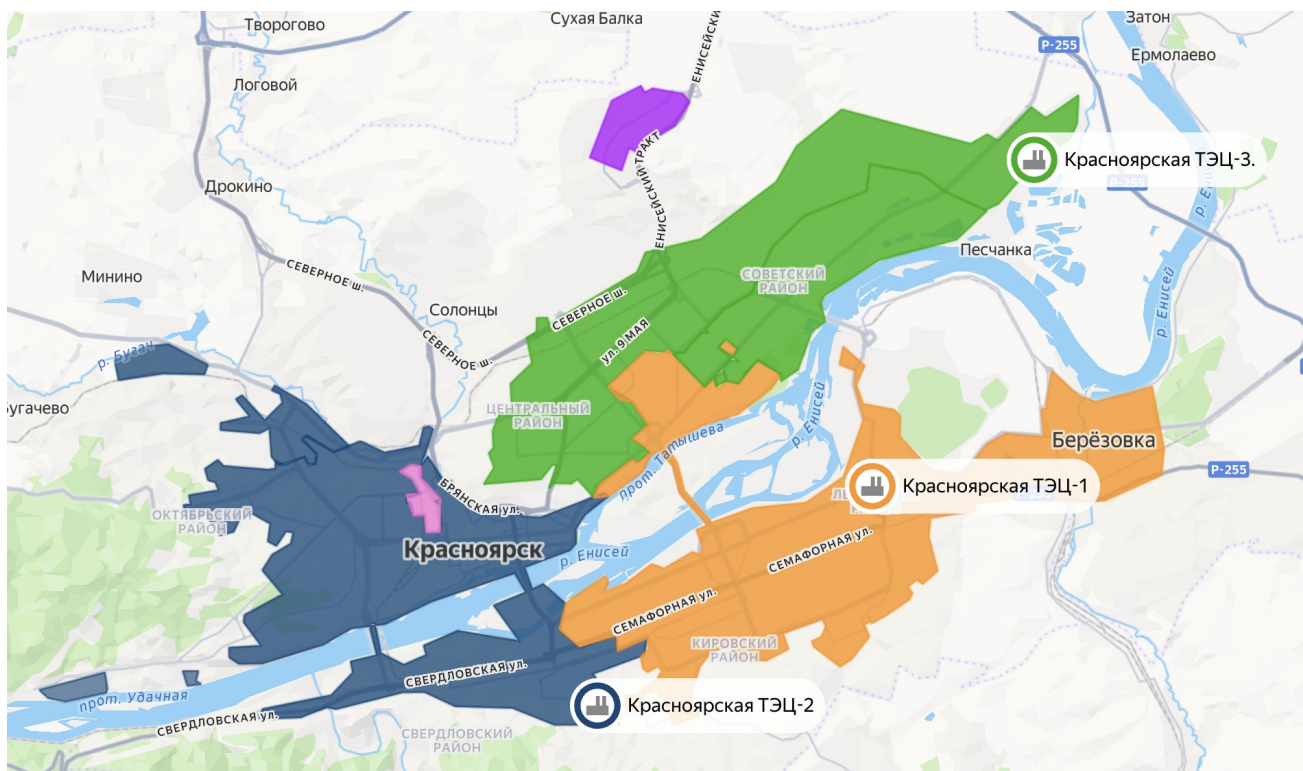 Творогово
Сухая Балка
Затон
Р-255
Ермолаево
ЕНИСЕЙСКИЙ
Логовой
Красноярская ТЭЦ-3.
ЕНИСЕЙСКИЙ ТРАКТ
Р-255
р. Енисей
Дрокино
Песчанка
Минино
СЕВЕРНОЕ ш.
СОВЕТСКИЙ
РАЙОН
Солонцы
СЕВЕРНОЕ ш.
р. Енисей
СЕВЕРНОЕ ш.
ул. 9 МАЯ
р. Бугач
Бугачево
ЦЕНТРАЛЬНЫЙ
РАЙОН
р. Енисей
Берёзовка
прот. Татышева
Р-255
Красноярская ТЭЦ-1
БРЯНСКАЯ ул.
ОКТЯБРЬСКИЙ
РАЙОН
Красноярск
р. Енисей
СЕМАФОРНАЯ ул.
СЕМАФОРНАЯ ул.
КИРОВСКИЙ
РАЙОН
СВЕРДЛОВСКАЯ ул.
прот. Удачная
Красноярская ТЭЦ-2
СВЕРДЛОВСКАЯ ул.
СВЕРДЛОВСКИЙ
РАЙОН